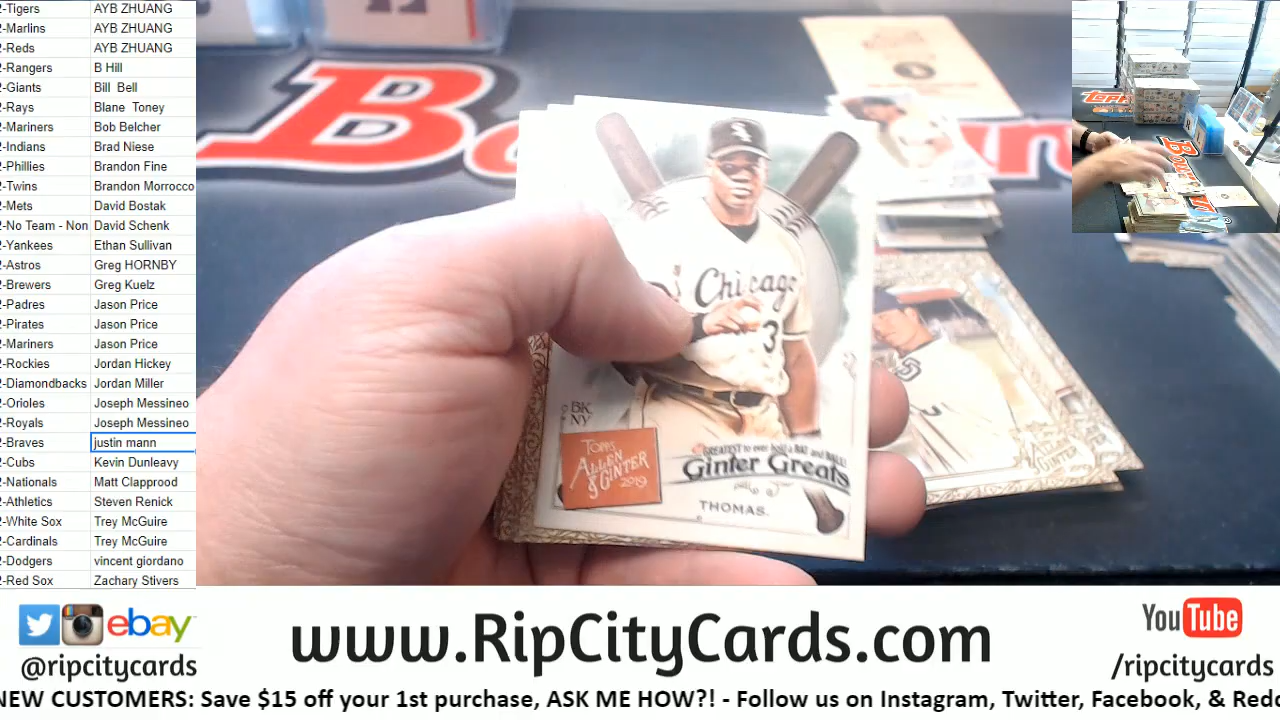 2-Tigers AYB ZHUANG
2-Marlins AYB ZHUANG
2-Reds AYB ZHUANG
2-Rangers B Hill
2-Giants Bill Bell
2-Rays Blane Toney
2-Mariners Bob Belcher
2-Indians Brad Niese
2-Phillies Brandon Fine
2-Twins Brandon Morrocco
2-Mets David Bostak
2-No Team - Non David Schenk
2-Yankees Ethan Sullivan
2-Astros Greg HORNBY
2-Brewers Greg Kuelz
2-Padres Jason Price
2-Pirates Jason Price
2-Mariners Jason Price
2-Rockies Jordan Hickey
2-Diamondbacks Jordan Miller
2-Orioles Joseph Messineo
2-Royals Joseph Messineo
2-Braves justin mann
2-Cubs Kevin Dunleavy
2-Nationals Matt Clapprood
2-Athletics Steven Renick
2-White Sox Trey McGuire
2-Cardinals Trey McGuire
2-Dodgers vincent giordano
2-Red Sox Zachary Stivers
Chicago
3
BK
NY
TOPPS
ALLEN
& GINTER
2019
GREATEST to ever hold a BAT and BALL!
Ginter Greats
THOMAS
GINTER
topps
ebay
@ripcitycards
www.RipCityCards.com
YouTube
/ripcitycards
NEW CUSTOMERS: Save $15 off your 1st purchase, ASK ME HOW?! - Follow us on Instagram, Twitter, Facebook, & Redd